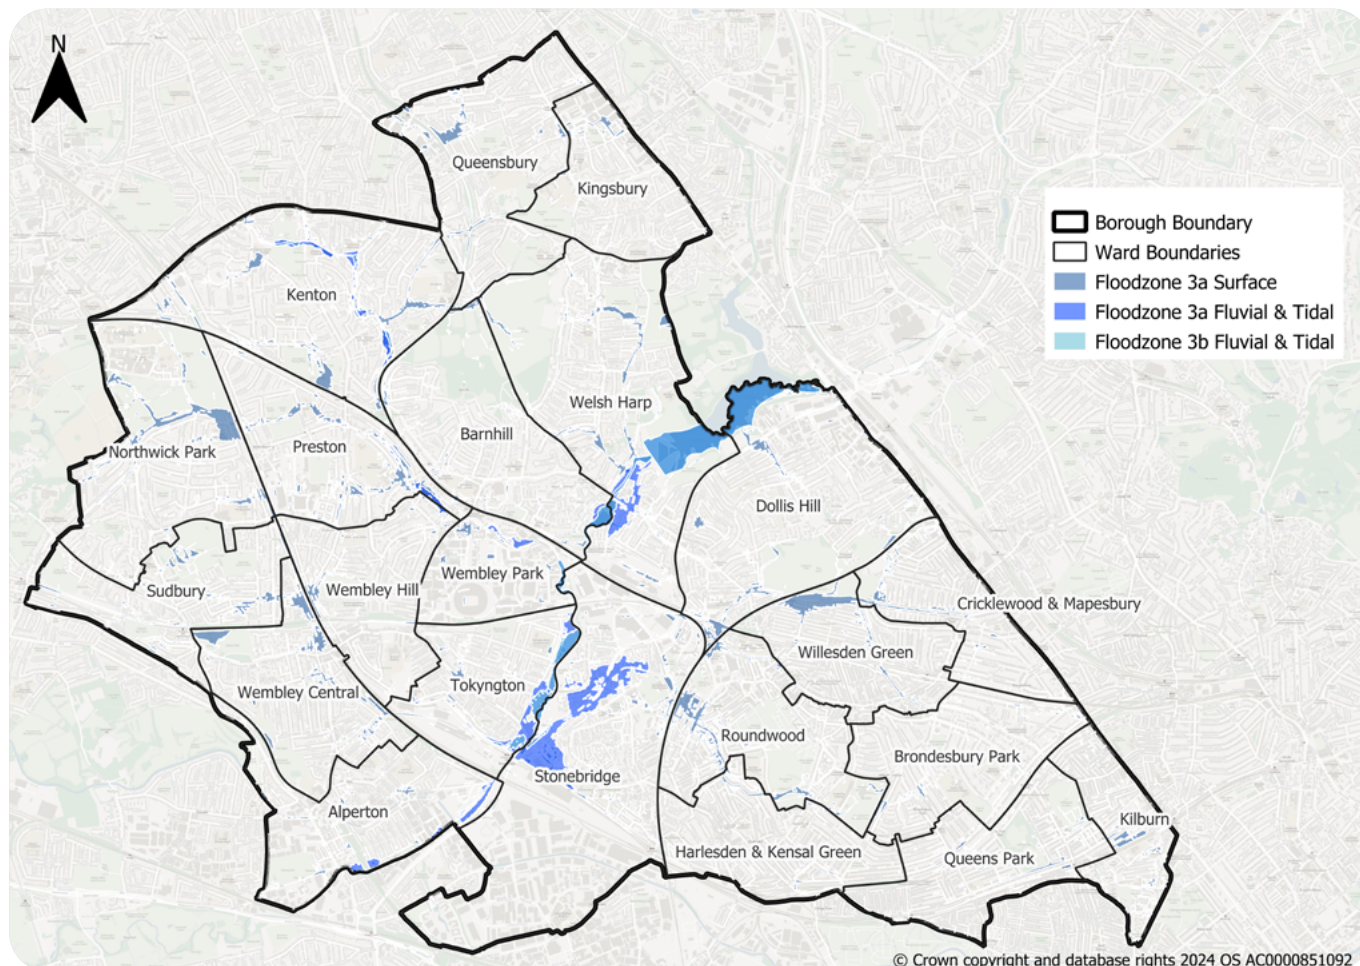 N
Queensbury
Kingsbury
Borough Boundary
Ward Boundaries
Floodzone 3a Surface
Floodzone 3a Fluvial & Tidal
Floodzone 3b Fluvial & Tidal
Kenton
Welsh Harp
Barnhill
Preston
Northwick Park
Dollis Hill
Wembley Park
Wembley Hill
Sudbury
Cricklewood & Mapesbury
Willesden Green
Tokyngton
Wembley Central
Roundwood
Brondesbury Park
Stonebridge
Alperton
Kilburn
Harlesden & Kensal Green
Queens Park
© Crown copyright and database rights 2024 OS AC0000851092